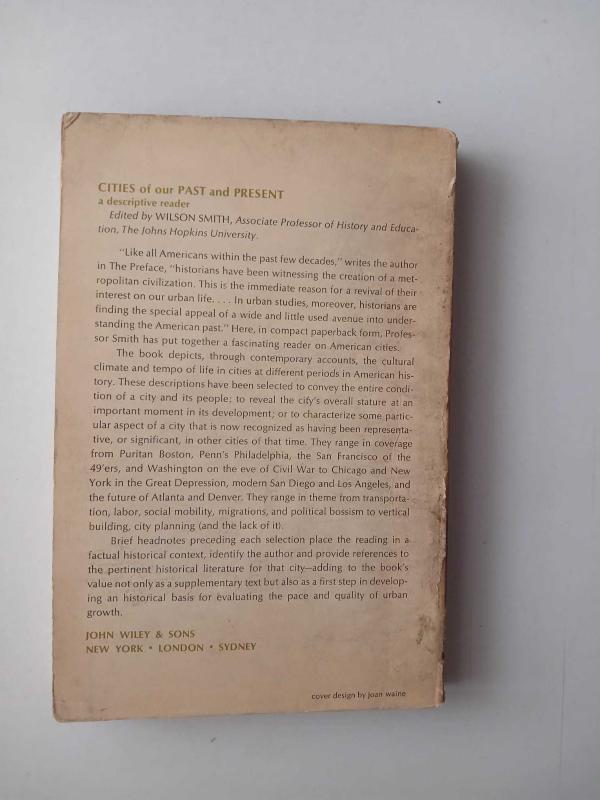 CITIES of our PAST and PRESENT
a descriptive reader
Edited by WILSON SMITH, Associate Professor of History and Educa-
tion, The Johns Hopkins University.
"Like all Americans within the past few decades," writes the author
in The Preface, "historians have been witnessing the creation of a met-
ropolitan civilization. This is the immediate reason for a revival of their
interest on our urban life. . . . In urban studies, moreover, historians are
finding the special appeal of a wide and little used avenue into under-
standing the American past." Here, in compact paperback form, Profes-
sor Smith has put together a fascinating reader on American cities.
The book depicts, through contemporary accounts, the cultural
climate and tempo of life in cities at different periods in American his-
tory. These descriptions have been selected to convey the entire condi-
tion of a city and its people; to reveal the city's overall stature at an
important moment in its development; or to characterize some partic-
ular aspect of a city that is now recognized as having been representa-
tive, or significant, in other cities of that time. They range in coverage
from Puritan Boston, Penn's Philadelphia, the San Francisco of the
49'ers, and Washington on the eve of Civil War to Chicago and New
York in the Great Depression, modern San Diego and Los Angeles, and
the future of Atlanta and Denver. They range in theme from transporta-
tion, labor, social mobility, migrations, and political bossism to vertical
building, city planning (and the lack of it).
Brief headnotes preceding each selection place the reading in a
factual historical context, identify the author and provide references to
the pertinent historical literature for that city—adding to the book's
value not only as a supplementary text but also as a first step in develop-
ing an historical basis for evaluating the pace and quality of urban
growth.
JOHN WILEY & SONS
NEW YORK • LONDON • SYDNEY
cover design by joan waine